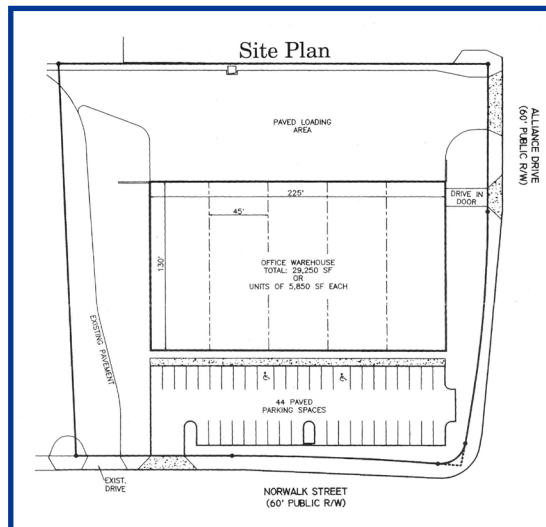 Site Plan
PAVED LOADING
AREA
ALLIANCE DRIVE
(60' PUBLIC R/W)
225'
DRIVE IN
DOOR
45'
130'
OFFICE WAREHOUSE
TOTAL: 29,250 SF
OR
UNITS OF 5,850 SF EACH
EXISTING PAVEMENT
44 PAVED
PARKING SPACES
EXIST.
DRIVE
NORWALK STREET
(60' PUBLIC R/W)